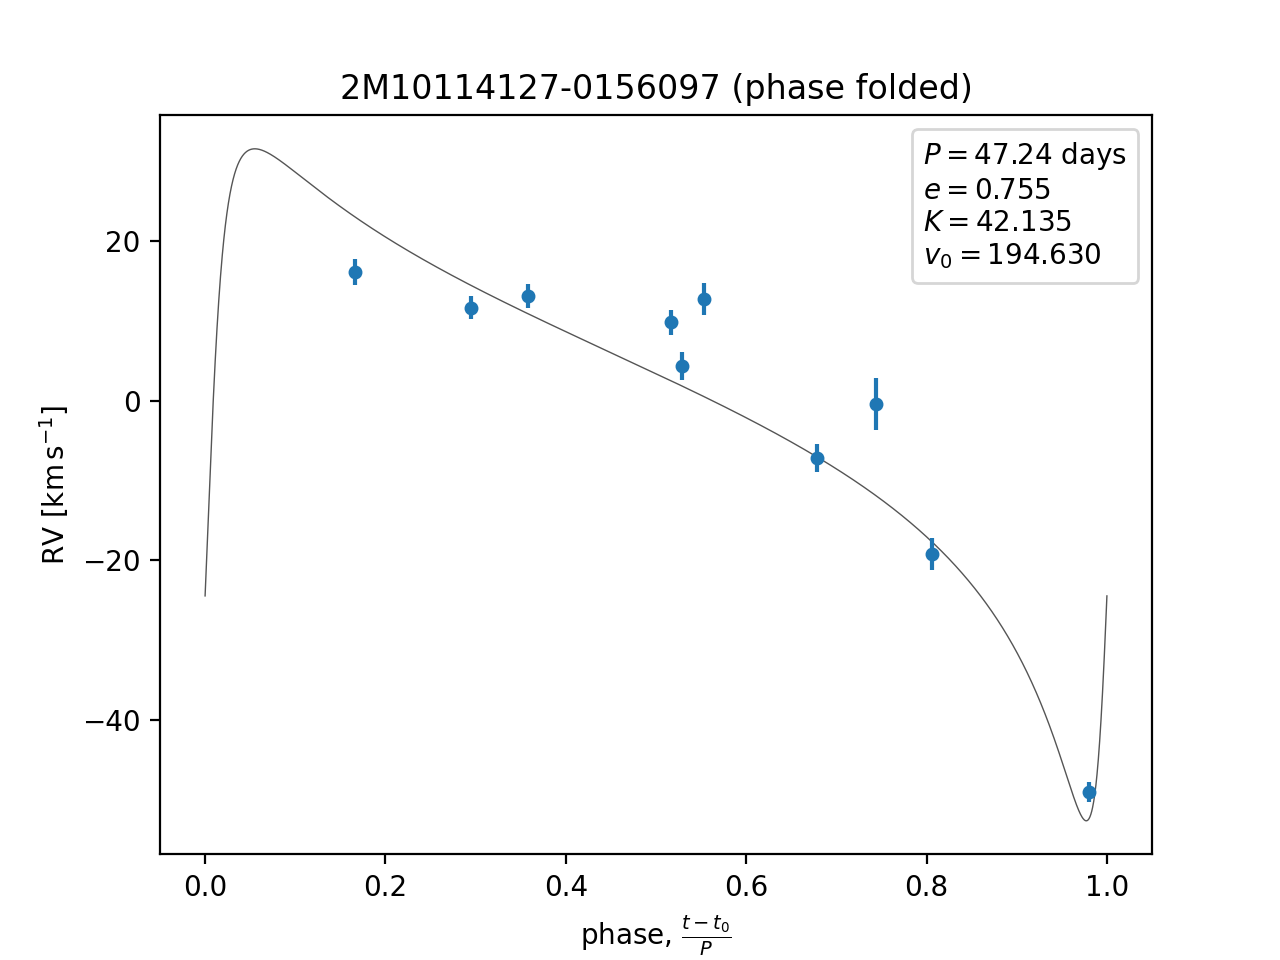 2M10114127-0156097 (phase folded)
P = 47.24 days
e = 0.755
K = 42.135
v₀ = 194.630
20
0
−20
−40
RV [km s⁻¹]
0.0 0.2 0.4 0.6 0.8 1.0
phase, (t − t₀)/P